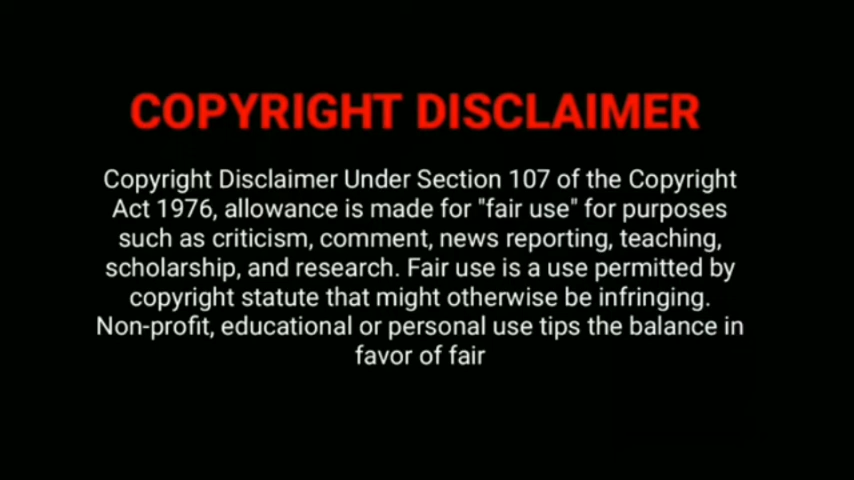 COPYRIGHT DISCLAIMER
Copyright Disclaimer Under Section 107 of the Copyright
Act 1976, allowance is made for "fair use" for purposes
such as criticism, comment, news reporting, teaching,
scholarship, and research. Fair use is a use permitted by
copyright statute that might otherwise be infringing.
Non-profit, educational or personal use tips the balance in
favor of fair